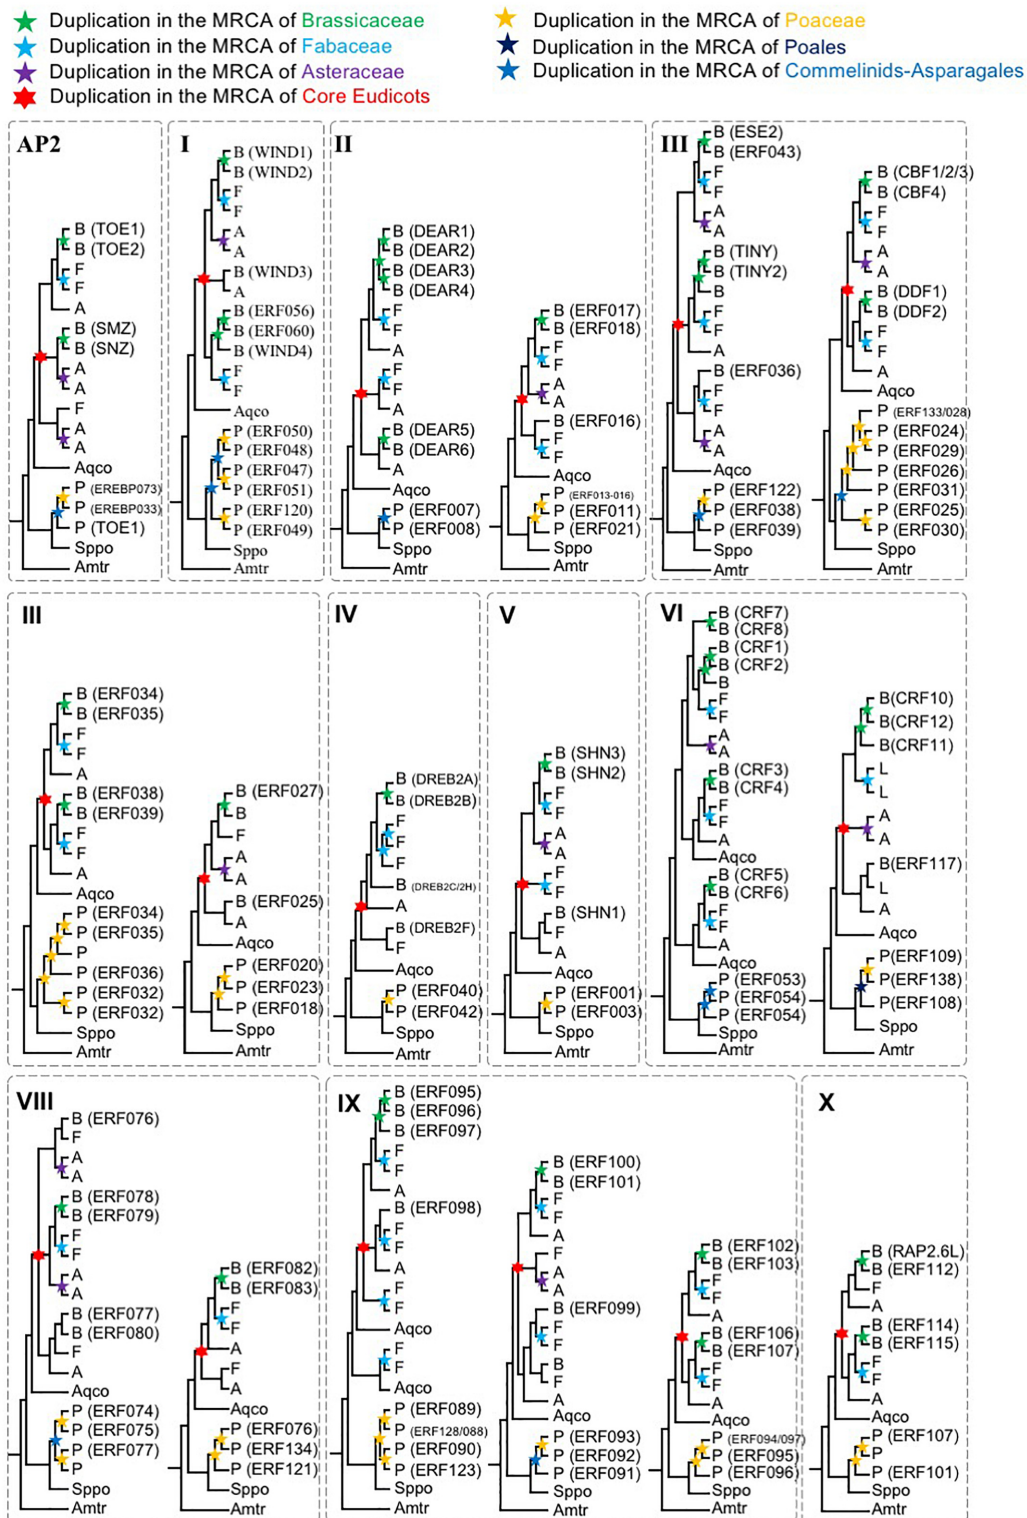 Duplication in the MRCA of Brassicaceae
Duplication in the MRCA of Fabaceae
Duplication in the MRCA of Asteraceae
Duplication in the MRCA of Core Eudicots
Duplication in the MRCA of Poaceae
Duplication in the MRCA of Poales
Duplication in the MRCA of Commelinids-Asparagales
AP2
B (TOE1)
B (TOE2)
F
F
A
B (SMZ)
B (SNZ)
A
A
F
A
A
Aqco
P (EREBP073)
P (EREBP033)
P (TOE1)
Sppo
Amtr
I
B (WIND1)
B (WIND2)
F
F
A
A
B (WIND3)
A
B (ERF056)
B (ERF060)
B (WIND4)
F
F
Aqco
P (ERF050)
P (ERF048)
P (ERF047)
P (ERF051)
P (ERF120)
P (ERF049)
Sppo
Amtr
II
B (DEAR1)
B (DEAR2)
B (DEAR3)
B (DEAR4)
F
F
A
F
F
A
B (DEAR5)
B (DEAR6)
A
Aqco
P (ERF007)
P (ERF008)
Sppo
Amtr
B (ERF017)
B (ERF018)
F
F
A
A
B (ERF016)
F
F
Aqco
P (ERF013-016)
P (ERF011)
P (ERF021)
Sppo
Amtr
III
B (ESE2)
B (ERF043)
F
F
A
A
B (TINY)
B (TINY2)
B
F
F
A
B (ERF036)
F
F
A
A
Aqco
P (ERF122)
P (ERF038)
P (ERF039)
Sppo
Amtr
B (CBF1/2/3)
B (CBF4)
F
F
A
A
B (DDF1)
B (DDF2)
F
F
A
Aqco
P (ERF133/028)
P (ERF024)
P (ERF029)
P (ERF026)
P (ERF031)
P (ERF025)
P (ERF030)
Sppo
Amtr
III
B (ERF034)
B (ERF035)
F
F
A
B (ERF038)
B (ERF039)
F
F
A
Aqco
P (ERF034)
P (ERF035)
P
P (ERF036)
P (ERF032)
P (ERF032)
Sppo
Amtr
B (ERF027)
B
F
A
A
B (ERF025)
A
Aqco
P (ERF020)
P (ERF023)
P (ERF018)
Sppo
Amtr
IV
B (DREB2A)
B (DREB2B)
F
F
F
B (DREB2C/2H)
A
B (DREB2F)
F
Aqco
P (ERF040)
P (ERF042)
Sppo
Amtr
V
B (SHN3)
B (SHN2)
F
F
A
A
F
F
B (SHN1)
F
A
Aqco
P (ERF001)
P (ERF003)
Sppo
Amtr
VI
B (CRF7)
B (CRF8)
B (CRF1)
B (CRF2)
B
F
F
A
A
B (CRF3)
B (CRF4)
F
F
A
Aqco
B (CRF5)
B (CRF6)
F
F
A
Aqco
P (ERF053)
P (ERF054)
P (ERF054)
Sppo
Amtr
B(CRF10)
B(CRF12)
B(CRF11)
L
L
A
A
B(ERF117)
L
A
Aqco
P(ERF109)
P(ERF138)
P(ERF108)
Sppo
Amtr
VIII
B (ERF076)
F
A
A
B (ERF078)
B (ERF079)
F
F
A
A
B (ERF077)
B (ERF080)
F
A
Aqco
P (ERF074)
P (ERF075)
P (ERF077)
P
Sppo
Amtr
B (ERF082)
B (ERF083)
F
F
A
F
A
Aqco
P (ERF076)
P (ERF134)
P (ERF121)
Sppo
Amtr
IX
B (ERF095)
B (ERF096)
B (ERF097)
F
F
A
B (ERF098)
F
F
A
F
F
Aqco
F
F
Aqco
P (ERF089)
P (ERF128/088)
P (ERF090)
P (ERF123)
Sppo
Amtr
B (ERF100)
B (ERF101)
F
F
A
F
A
A
B (ERF099)
F
F
B
F
A
Aqco
P (ERF093)
P (ERF092)
P (ERF091)
Sppo
Amtr
B (ERF102)
B (ERF103)
F
F
A
B (ERF106)
B (ERF107)
F
F
A
Aqco
P (ERF094/097)
P (ERF095)
P (ERF096)
Sppo
Amtr
X
B (RAP2.6L)
B (ERF112)
F
A
B (ERF114)
B (ERF115)
F
F
A
Aqco
P (ERF107)
P
P (ERF101)
Sppo
Amtr